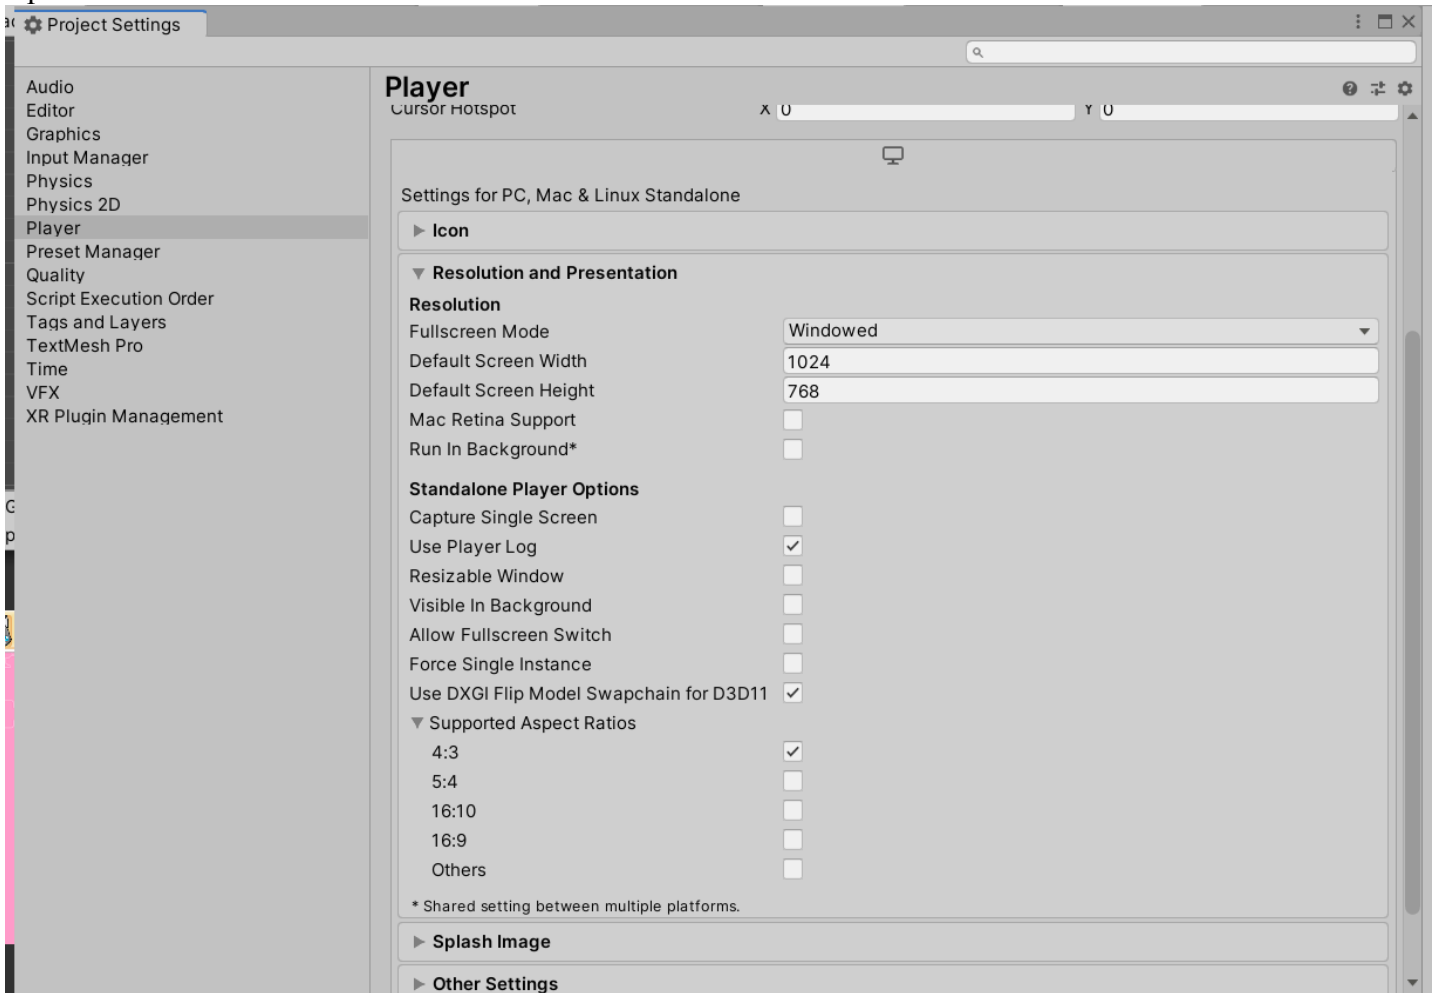 Project Settings
Audio
Editor
Graphics
Input Manager
Physics
Physics 2D
Player
Preset Manager
Quality
Script Execution Order
Tags and Layers
TextMesh Pro
Time
VFX
XR Plugin Management
Player
Cursor Hotspot X 0 Y 0
Settings for PC, Mac & Linux Standalone
Icon
Resolution and Presentation
Resolution
Fullscreen Mode Windowed
Default Screen Width 1024
Default Screen Height 768
Mac Retina Support
Run In Background*
Standalone Player Options
Capture Single Screen
Use Player Log
Resizable Window
Visible In Background
Allow Fullscreen Switch
Force Single Instance
Use DXGI Flip Model Swapchain for D3D11
Supported Aspect Ratios
4:3
5:4
16:10
16:9
Others
* Shared setting between multiple platforms.
Splash Image
Other Settings